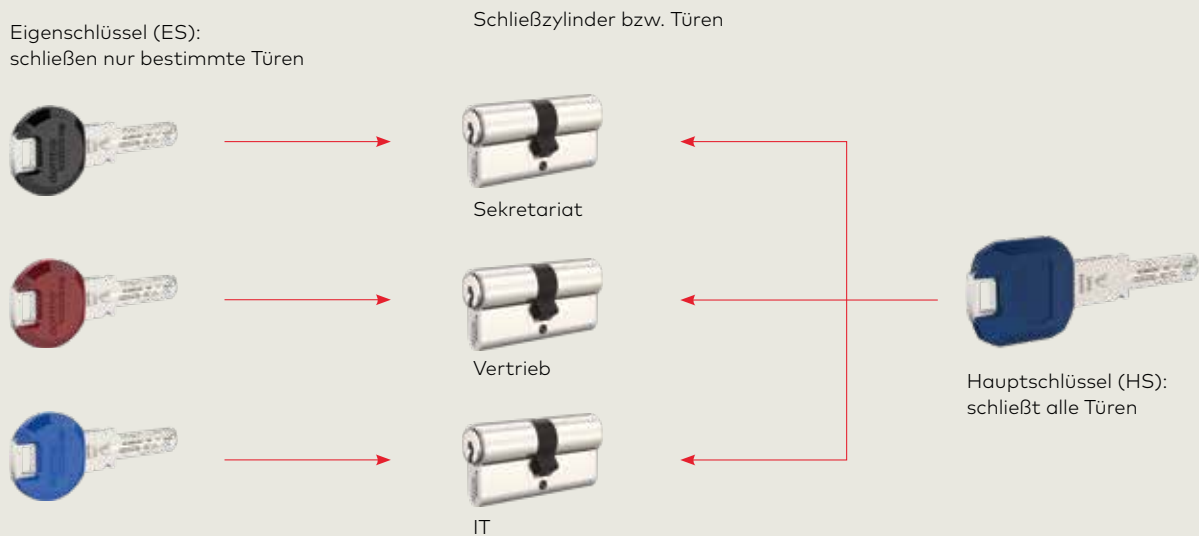 Eigenschlüssel (ES):
schließen nur bestimmte Türen
Schließzylinder bzw. Türen
Sekretariat
Vertrieb
IT
Hauptschlüssel (HS):
schließt alle Türen